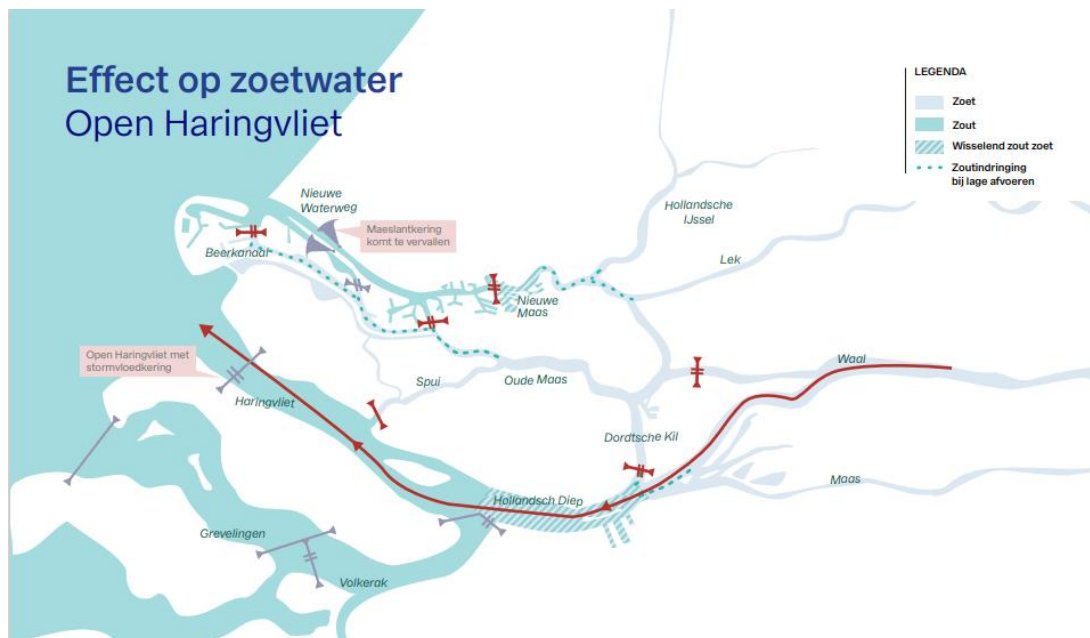 Effect op zoetwater
Open Haringvliet
LEGENDA
Zoet
Zout
Wisselend zout zoet
Zoutindringing
bij lage afvoeren
Nieuwe
Waterweg
Maeslantkering
komt te vervallen
Hollandsche
IJssel
Beerkanaal
Lek
Nieuwe
Maas
Open Haringvliet met
stormvloedkering
Waal
Spui
Oude Maas
Haringvliet
Dordtsche Kil
Maas
Hollandsch Diep
Grevelingen
Volkerak